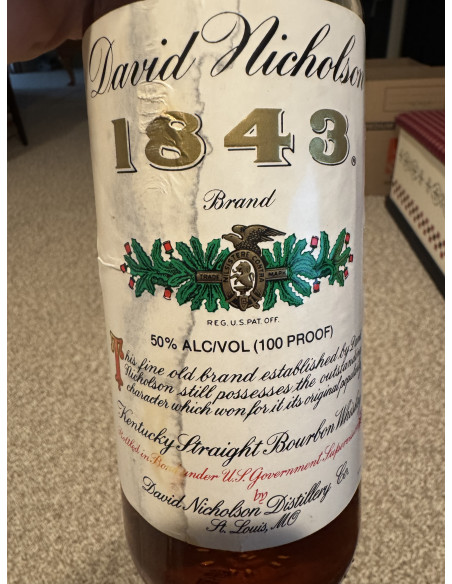 David Nicholson
1843
Brand
TRADE MARK
REG. U.S. PAT. OFF.
50% ALC/VOL (100 PROOF)
This fine old brand established by
Nicholson still possesses the outstanding
character which won for it its original
Kentucky Straight Bourbon
Bottled in under U.S. Government
by
David Nicholson Distillery Co.
St. Louis, MO